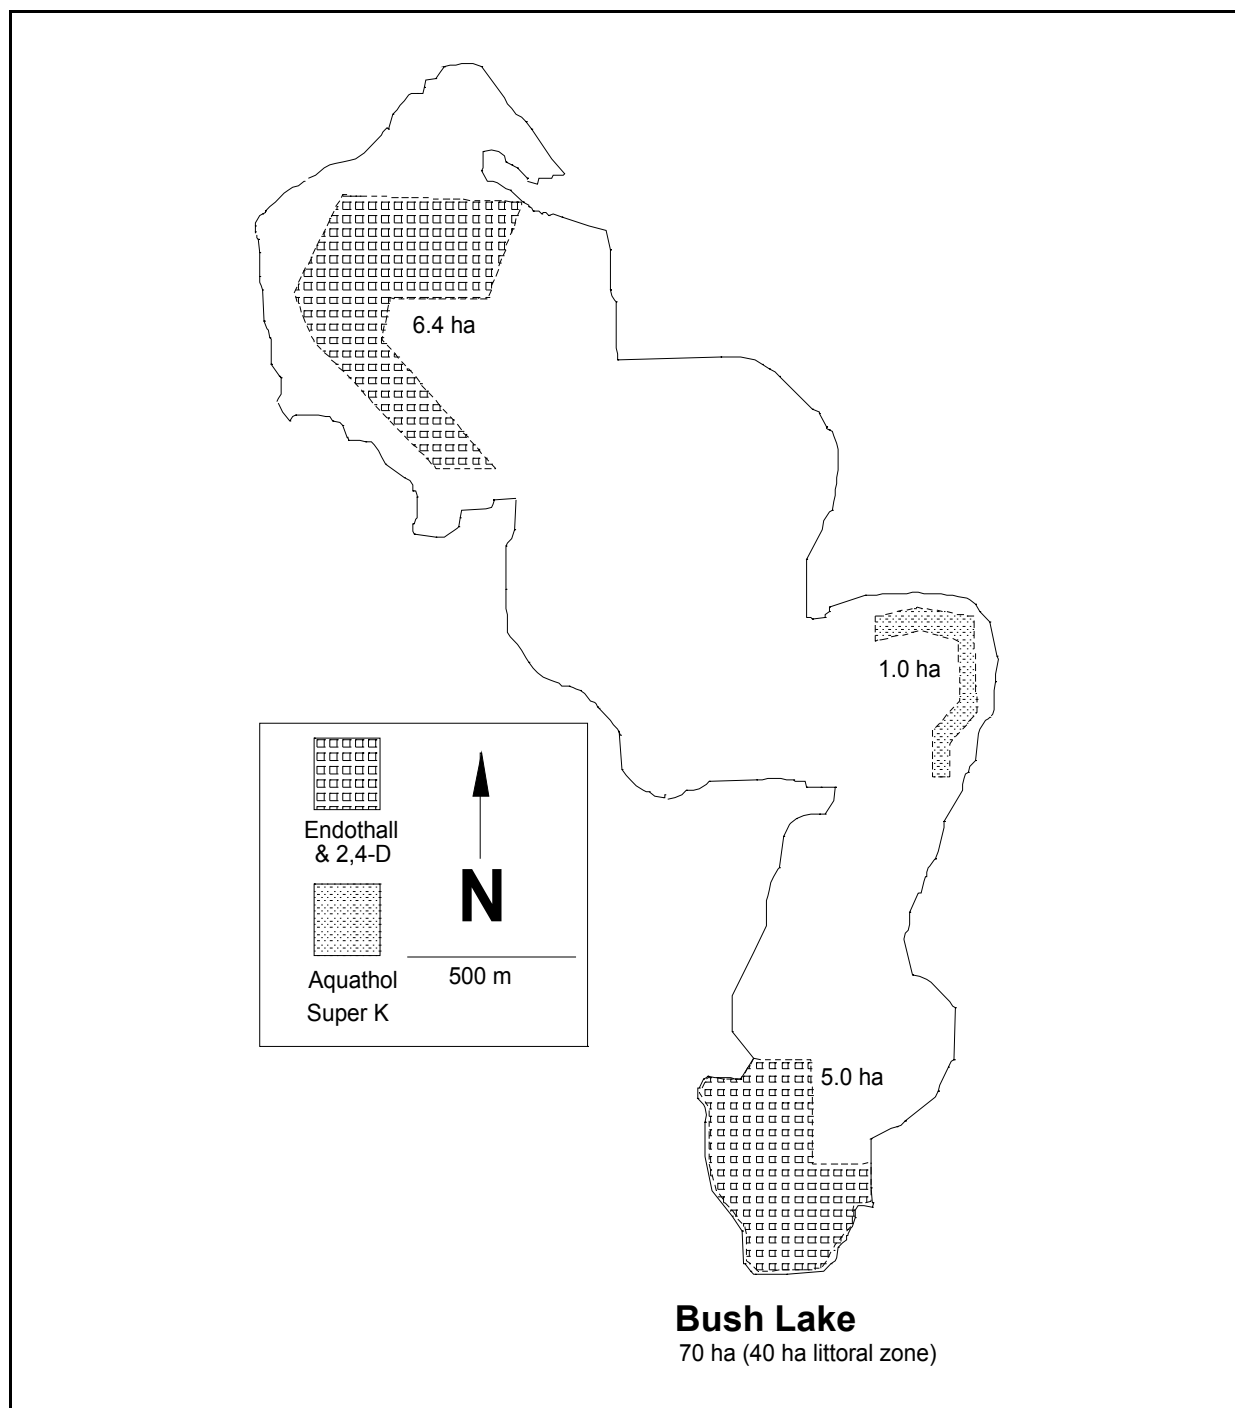 6.4 ha
1.0 ha
Endothall
& 2,4-D
N
Aquathol
Super K
500 m
5.0 ha
Bush Lake
70 ha (40 ha littoral zone)